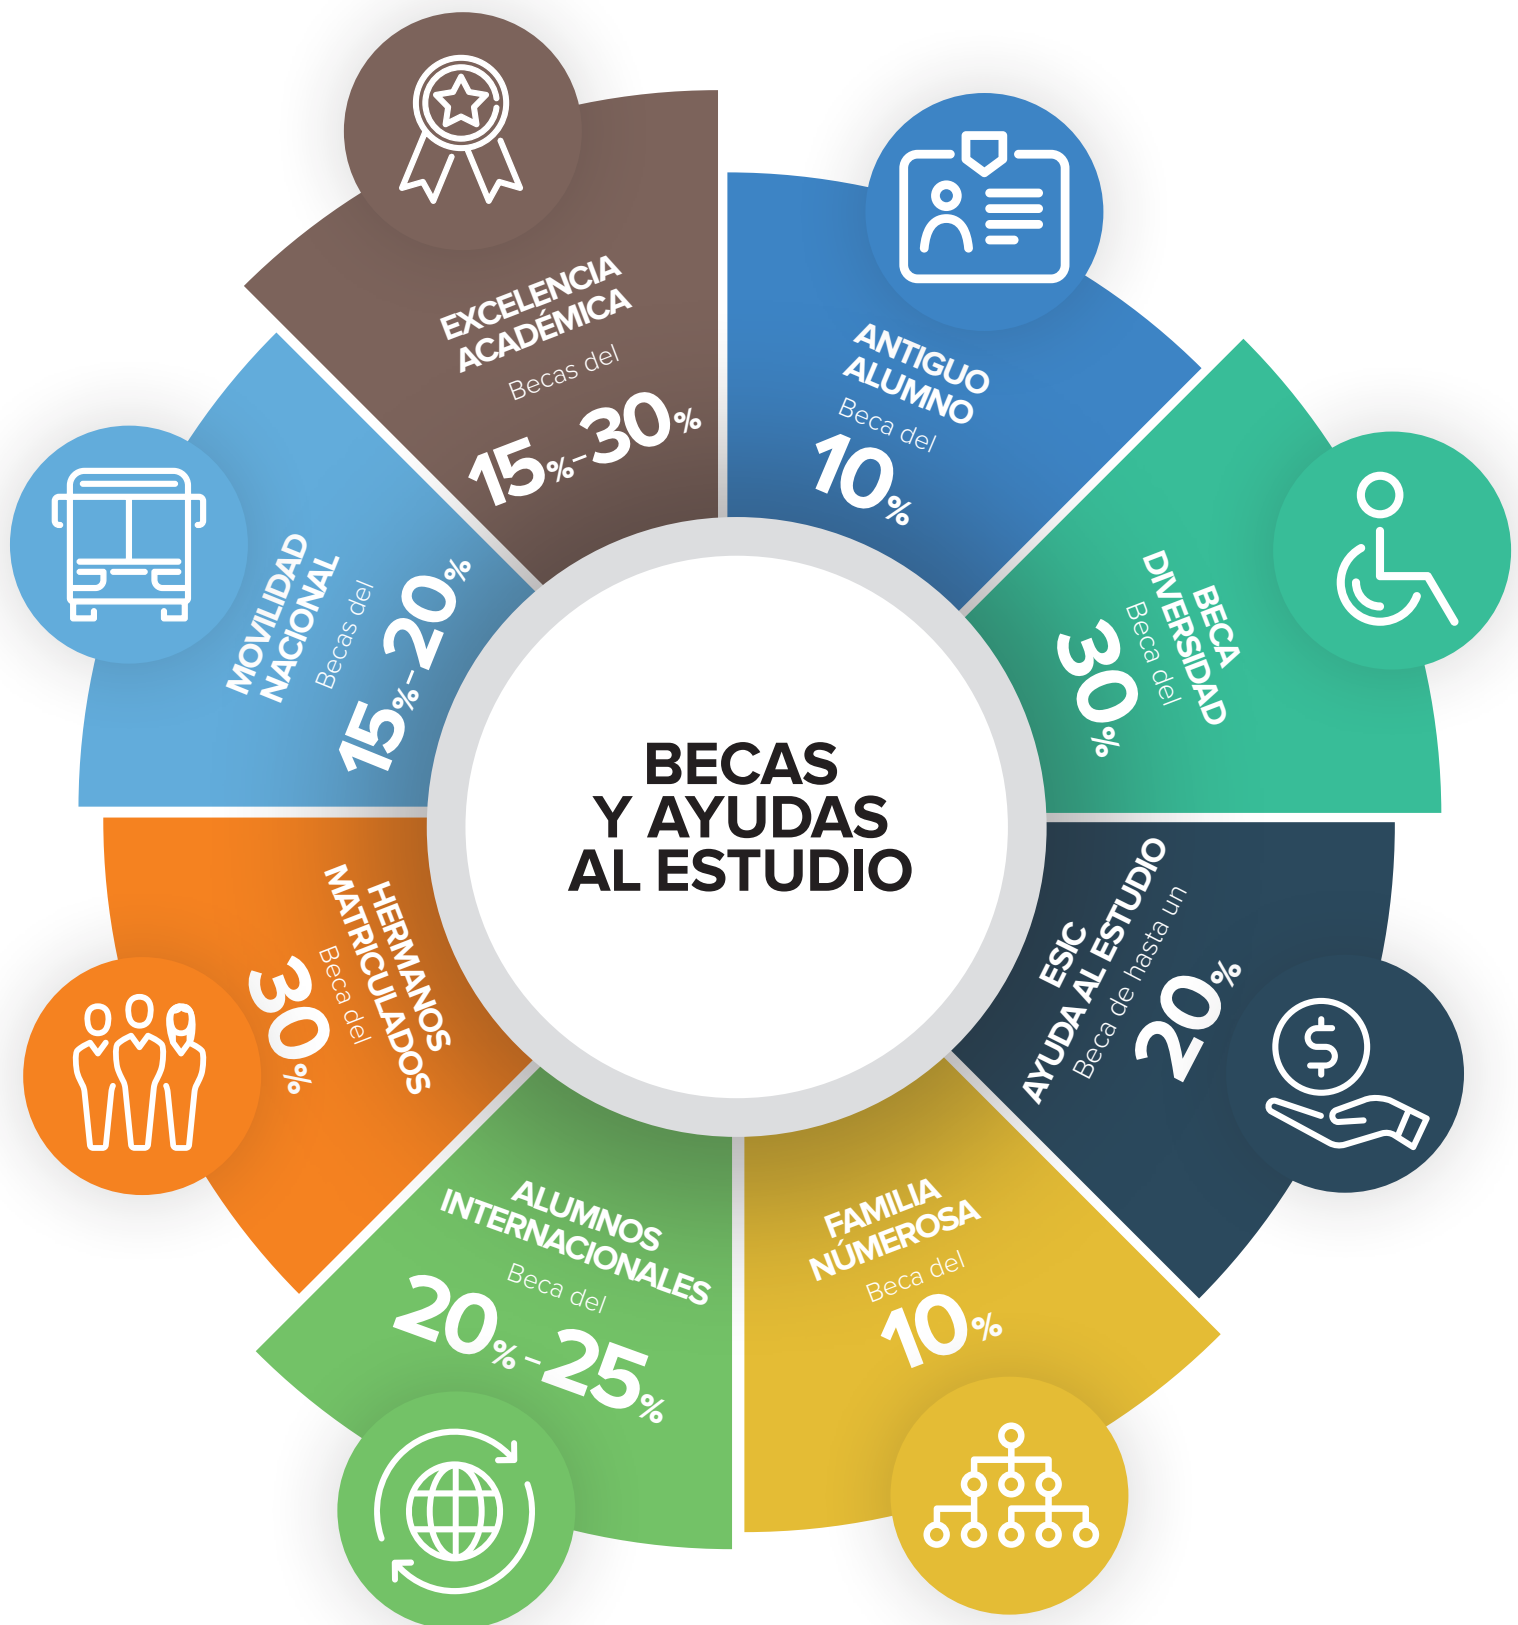 BECAS
Y AYUDAS
AL ESTUDIO
EXCELENCIA
ACADÉMICA
Becas del
15%-30%
ANTIGUO
ALUMNO
Beca del
10%
BECA
DIVERSIDAD
Beca del
30%
ESIC
AYUDA AL ESTUDIO
Beca de hasta un
20%
FAMILIA
NÚMEROSA
Beca del
10%
ALUMNOS
INTERNACIONALES
Beca del
20%-25%
HERMANOS
MATRICULADOS
Beca del
30%
MOVILIDAD
NACIONAL
Becas del
15%-20%
$